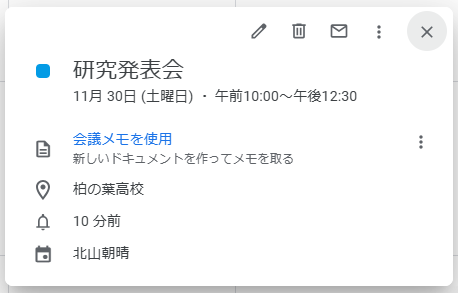 研究発表会
11月 30日 (土曜日) ・ 午前10:00～午後12:30
会議メモを使用
新しいドキュメントを作ってメモを取る
柏の葉高校
10 分前
北山朝晴